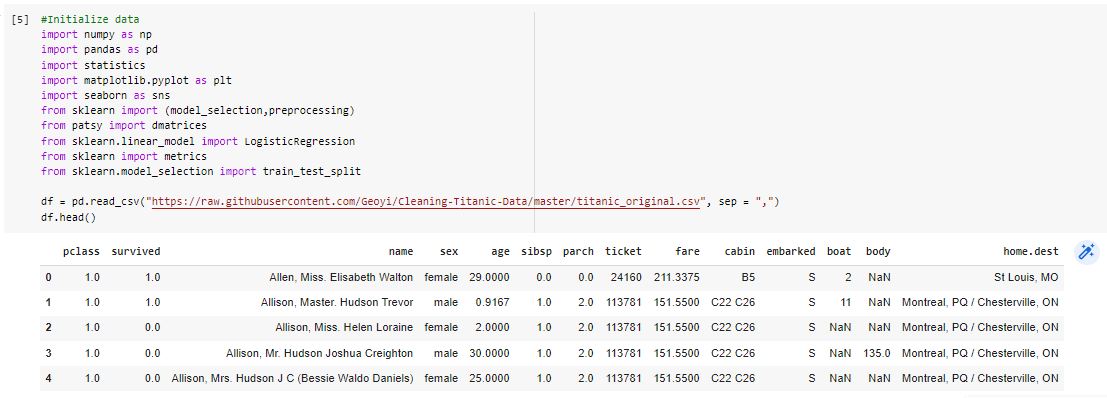 [5] #Initialize data
import numpy as np
import pandas as pd
import statistics
import matplotlib.pyplot as plt
import seaborn as sns
from sklearn import (model_selection,preprocessing)
from patsy import dmatrices
from sklearn.linear_model import LogisticRegression
from sklearn import metrics
from sklearn.model_selection import train_test_split
df = pd.read_csv("https://raw.githubusercontent.com/Geoyi/Cleaning-Titanic-Data/master/titanic_original.csv", sep = ",")
df.head()
pclass survived name sex age sibsp parch ticket fare cabin embarked boat body home.dest
0 1.0 1.0 Allen, Miss. Elisabeth Walton female 29.0000 0.0 0.0 24160 211.3375 B5 S 2 NaN St Louis, MO
1 1.0 1.0 Allison, Master. Hudson Trevor male 0.9167 1.0 2.0 113781 151.5500 C22 C26 S 11 NaN Montreal, PQ / Chesterville, ON
2 1.0 0.0 Allison, Miss. Helen Loraine female 2.0000 1.0 2.0 113781 151.5500 C22 C26 S NaN NaN Montreal, PQ / Chesterville, ON
3 1.0 0.0 Allison, Mr. Hudson Joshua Creighton male 30.0000 1.0 2.0 113781 151.5500 C22 C26 S NaN 135.0 Montreal, PQ / Chesterville, ON
4 1.0 0.0 Allison, Mrs. Hudson J C (Bessie Waldo Daniels) female 25.0000 1.0 2.0 113781 151.5500 C22 C26 S NaN NaN Montreal, PQ / Chesterville, ON